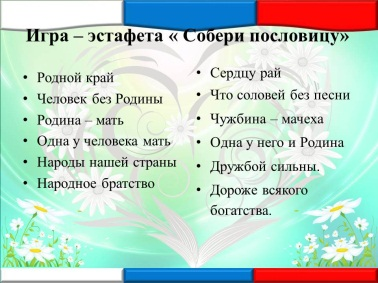 Игра – эстафета « Собери пословицу»
• Родной край
• Человек без Родины
• Родина – мать
• Одна у человека мать
• Народы нашей страны
• Народное братство
• Сердцу рай
• Что соловей без песни
• Чужбина – мачеха
• Одна у него и Родина
• Дружбой сильны.
• Дороже всякого
богатства.